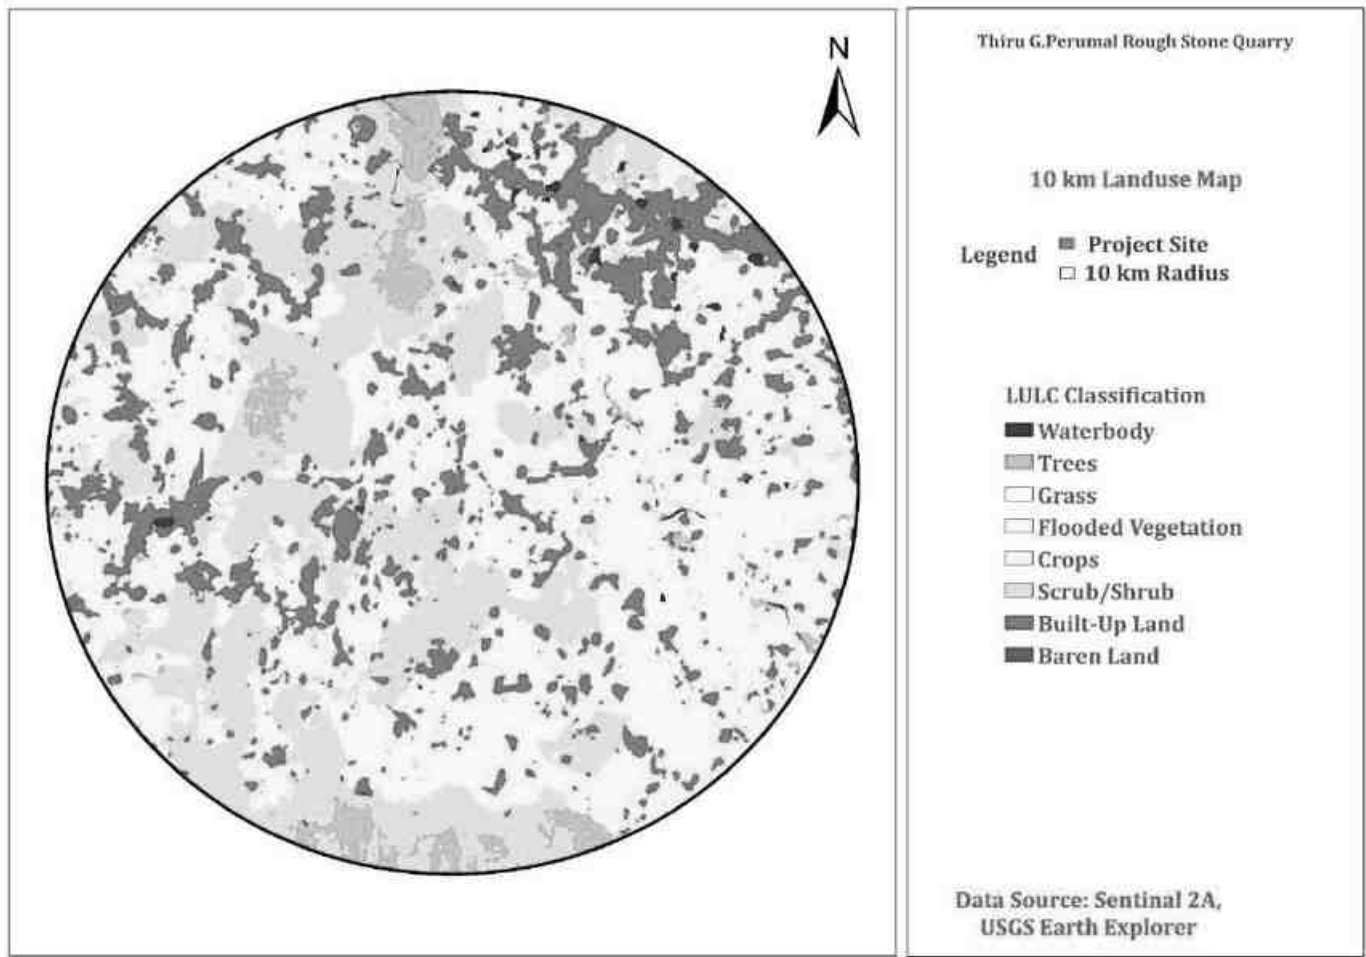 N
Thiru G.Perumal Rough Stone Quarry
10 km Landuse Map
Legend
Project Site
10 km Radius
LULC Classification
Waterbody
Trees
Grass
Flooded Vegetation
Crops
Scrub/Shrub
Built-Up Land
Baren Land
Data Source: Sentinal 2A,
USGS Earth Explorer